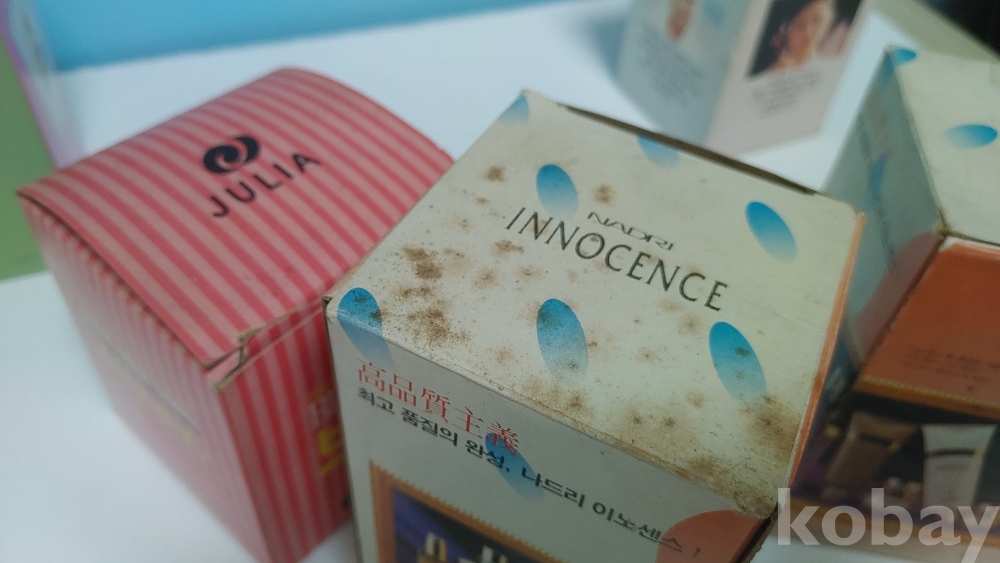 JULIA
NADRI
INNOCENCE
高品質主義
최고 품질의 완성, 나드리 이노센스!
kobay